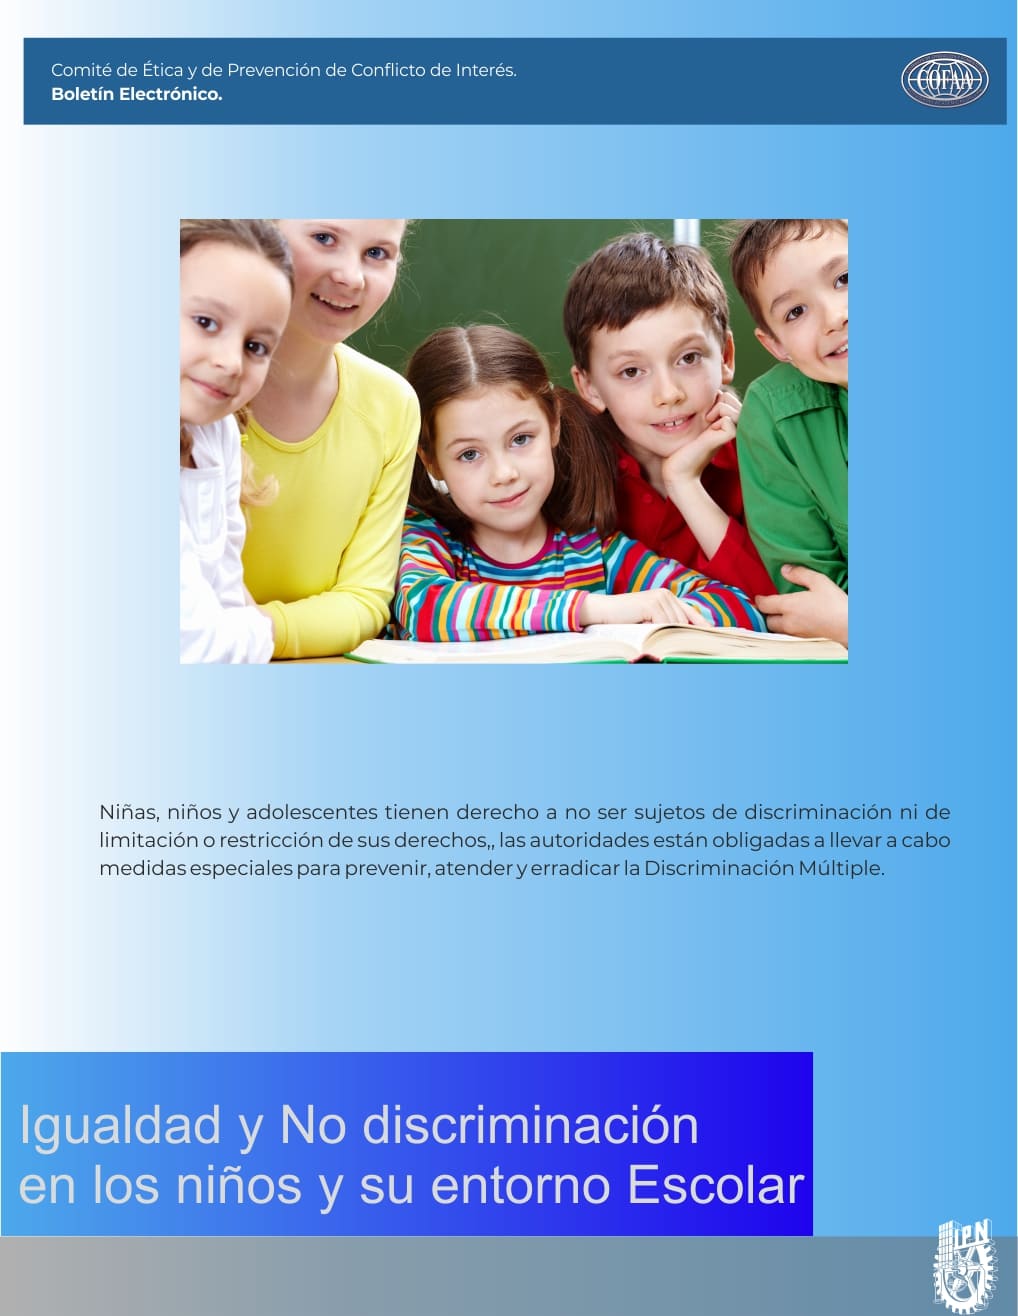 Comité de Ética y de Prevención de Conflicto de Interés.
Boletín Electrónico.
COFAA
Niñas, niños y adolescentes tienen derecho a no ser sujetos de discriminación ni de
limitación o restricción de sus derechos,, las autoridades están obligadas a llevar a cabo
medidas especiales para prevenir, atender y erradicar la Discriminación Múltiple.
Igualdad y No discriminación
en los niños y su entorno Escolar
IPN